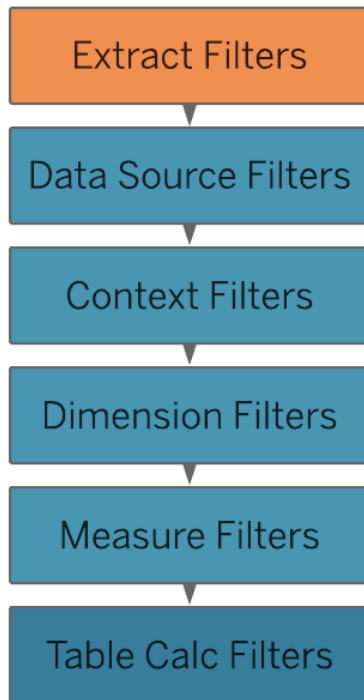 Extract Filters
Data Source Filters
Context Filters
Dimension Filters
Measure Filters
Table Calc Filters